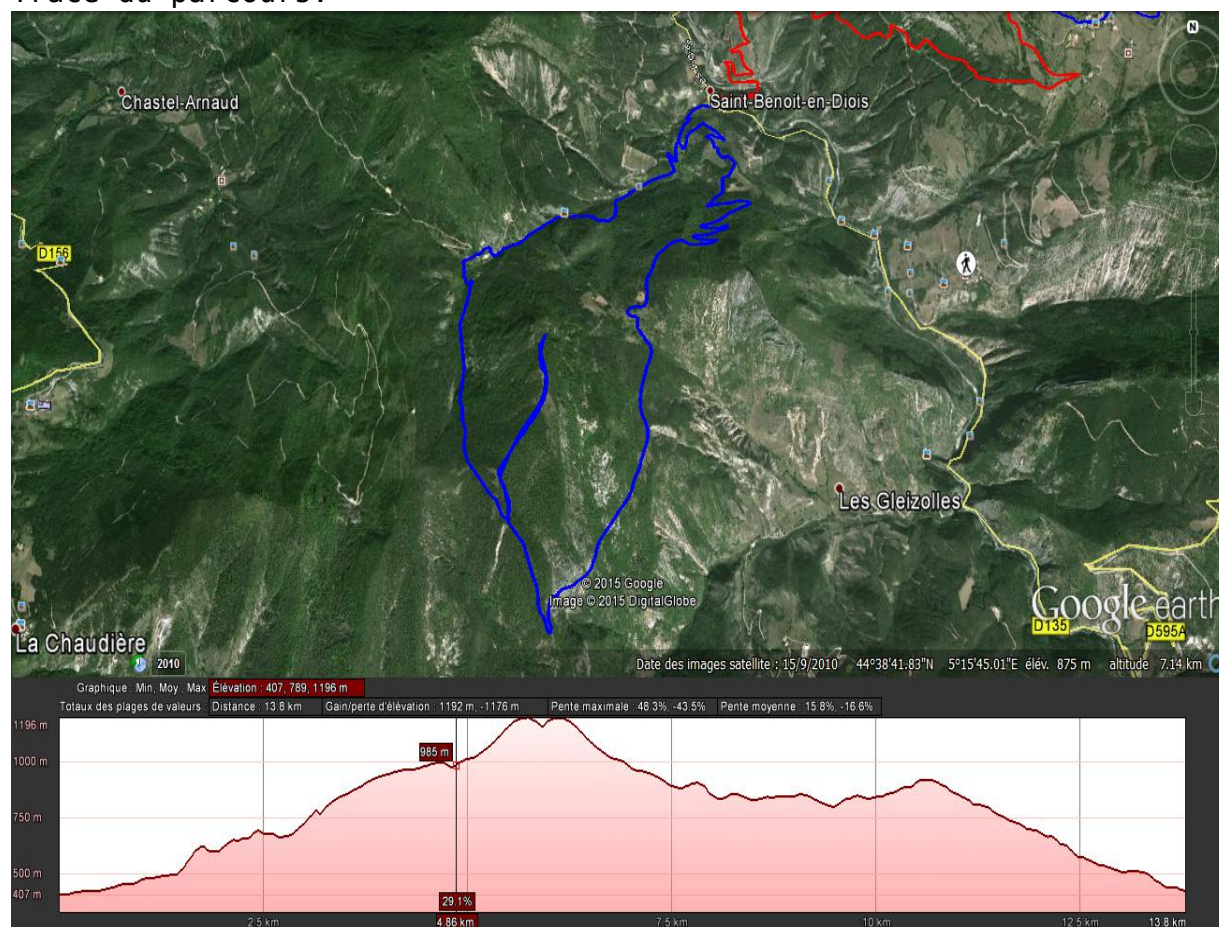 Tracé du parcours:
Chastel-Arnaud
Saint-Benoit-en-Diois
N
D156
Les Gleizolles
© 2015 Google
Image © 2015 DigitalGlobe
Google earth
La Chaudière
D135
D595A
2010
Date des images satellite : 15/9/2010 44°38'41.83"N 5°15'45.01"E élév. 875 m altitude 7.14 km
Graphique : Min, Moy., Max Élévation : 407, 789, 1196 m
Totaux des plages de valeurs : Distance : 13.8 km Gain/perte d'élévation : 1192 m, -1176 m Pente maximale : 48.3%, -43.5% Pente moyenne : 15.8%, -16.6%
1196 m
985 m
1000 m
750 m
500 m
407 m
29.1%
2.5 km 4.86 km 7.5 km 10 km 12.5 km 13.8 km